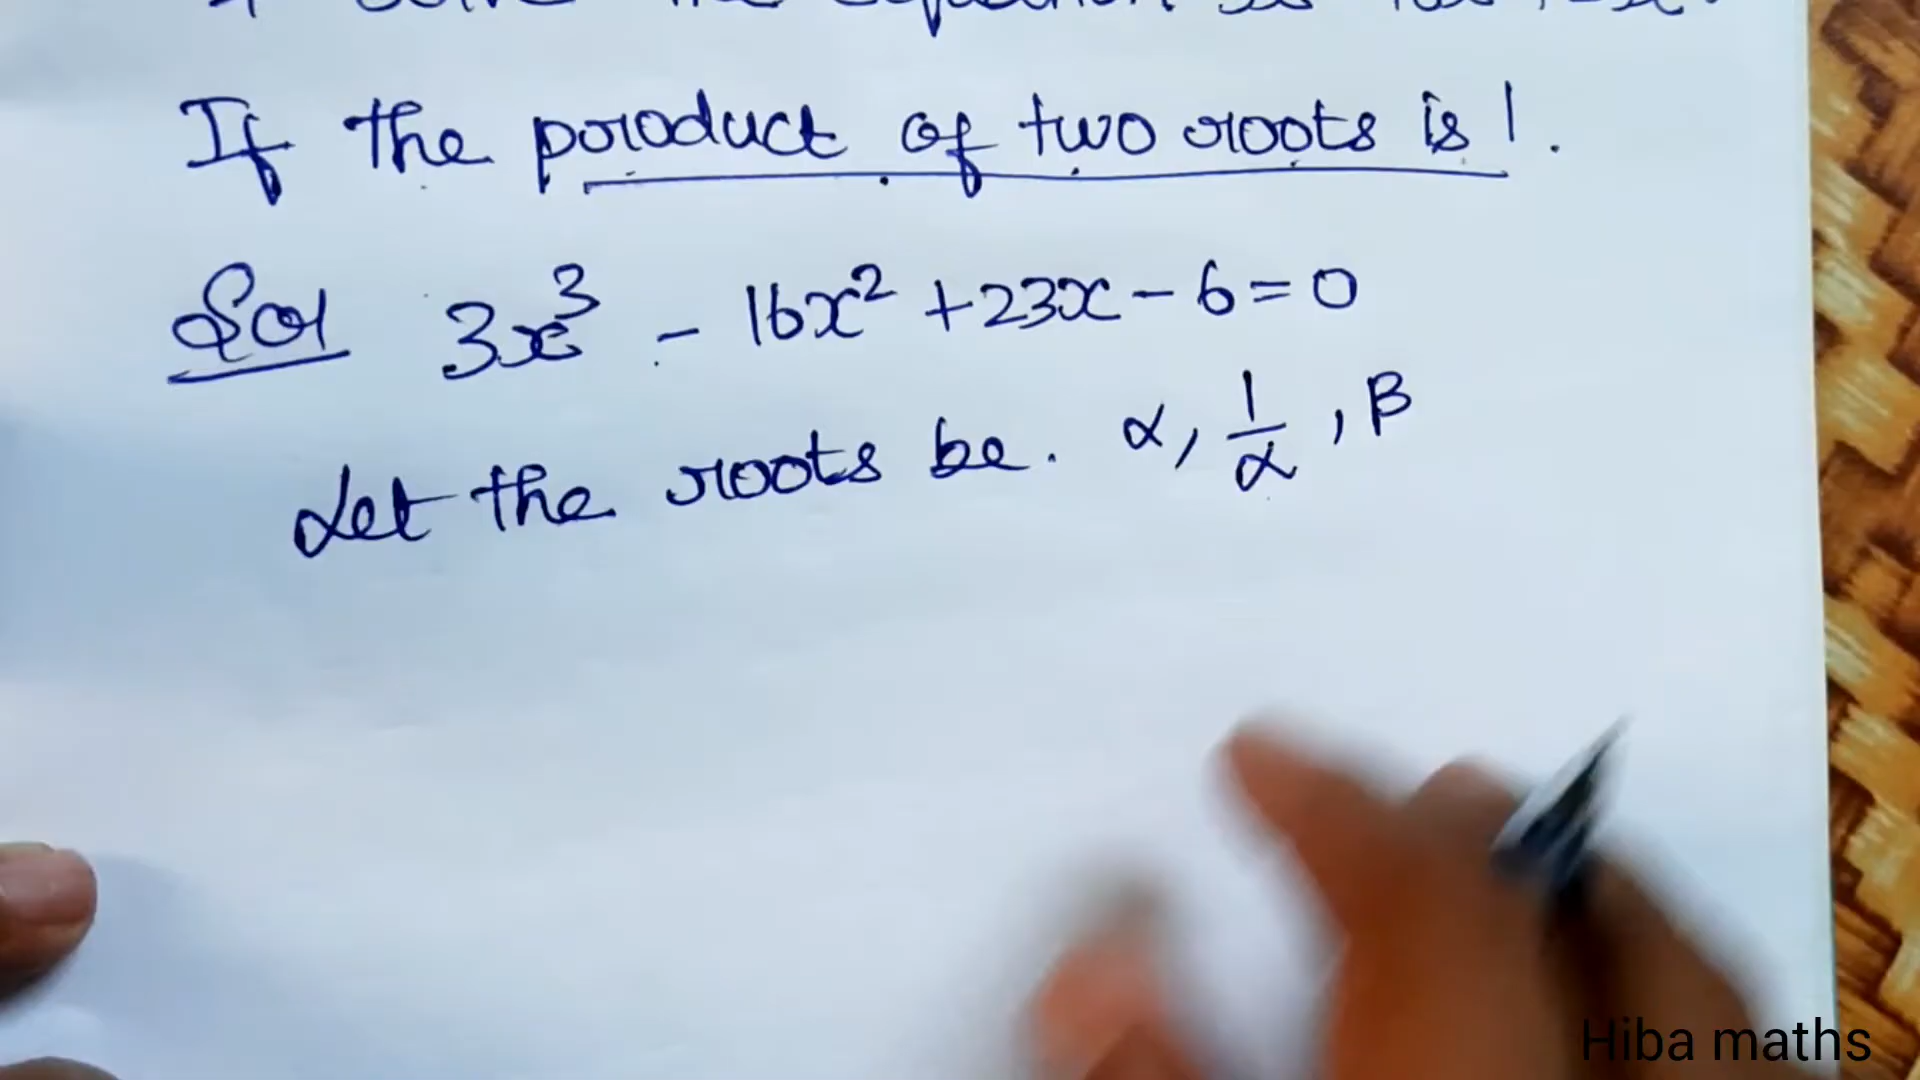 If the product of two roots is 1.
Sol 3x³ - 16x² + 23x - 6 = 0
Let the roots be. α, 1/α, β
Hiba maths